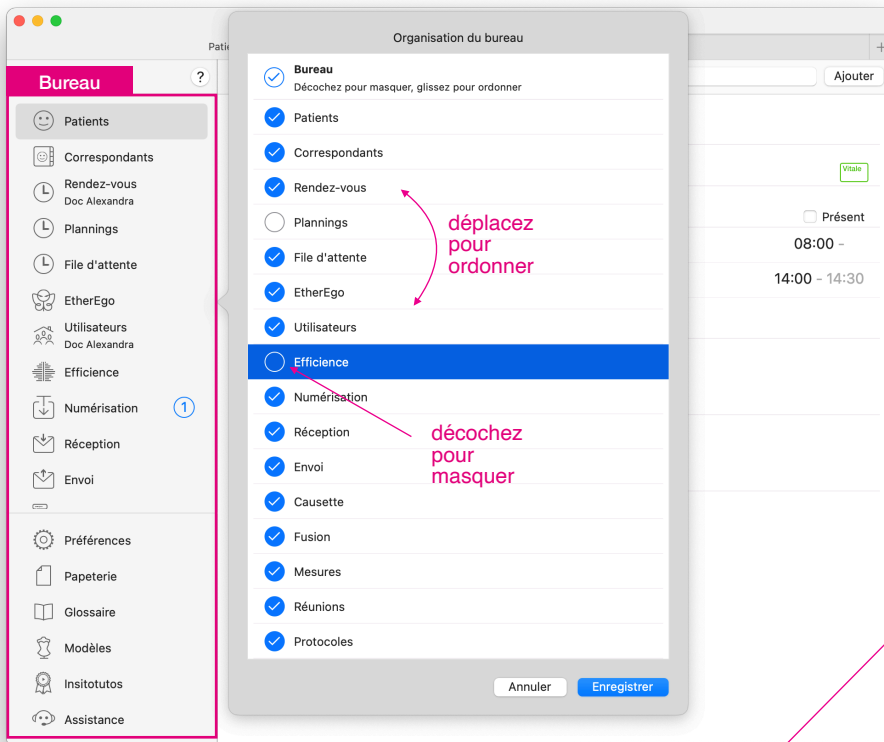 Patie
Organisation du bureau
+
Bureau
?
Ajouter
Patients
Correspondants
Rendez-vous
Doc Alexandra
Plannings
File d'attente
EtherEgo
Utilisateurs
Doc Alexandra
Efficience
Numérisation
1
Réception
Envoi
Préférences
Papeterie
Glossaire
Modèles
Insitotutos
Assistance
Bureau
Décochez pour masquer, glissez pour ordonner
Patients
Correspondants
Rendez-vous
Plannings
File d'attente
EtherEgo
Utilisateurs
Efficience
Numérisation
Réception
Envoi
Causette
Fusion
Mesures
Réunions
Protocoles
déplacez
pour
ordonner
décochez
pour
masquer
Annuler
Enregistrer
Vitale
Présent
08:00 -
14:00 - 14:30